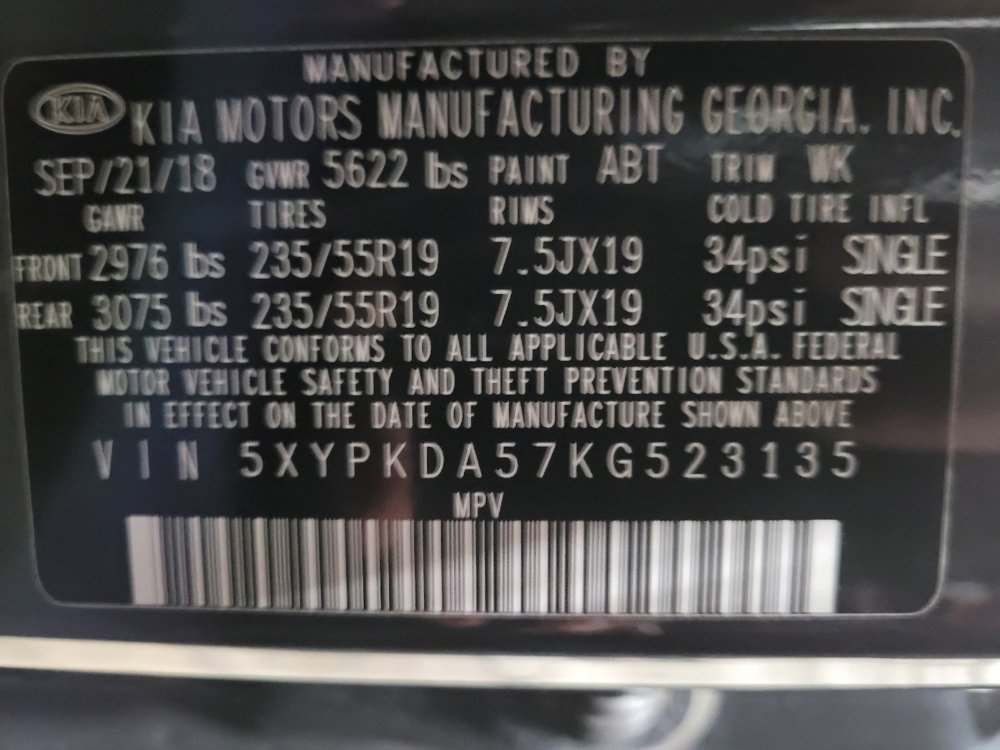 MANUFACTURED BY
KIA KIA MOTORS MANUFACTURING GEORGIA. INC.
SEP/21/18 GVWR 5622 lbs PAINT ABT TRIM WK
GAWR TIRES RIMS COLD TIRE INFL
FRONT 2976 lbs 235/55R19 7.5JX19 34psi SINGLE
REAR 3075 lbs 235/55R19 7.5JX19 34psi SINGLE
THIS VEHICLE CONFORMS TO ALL APPLICABLE U.S.A. FEDERAL
MOTOR VEHICLE SAFETY AND THEFT PREVENTION STANDARDS
IN EFFECT ON THE DATE OF MANUFACTURE SHOWN ABOVE
VIN 5XYPKDA57KG523135
MPV